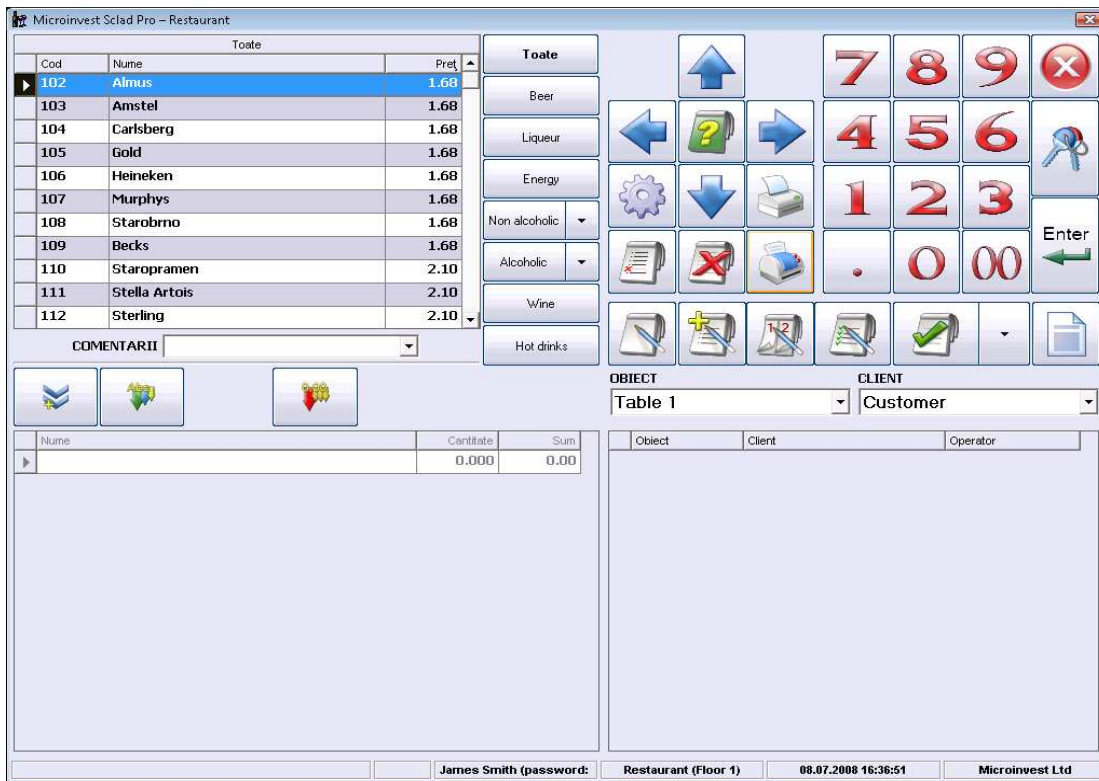 Microinvest Sclad Pro – Restaurant
Toate
Cod Nume Preţ
102 Almus 1.68
103 Amstel 1.68
104 Carlsberg 1.68
105 Gold 1.68
106 Heineken 1.68
107 Murphys 1.68
108 Starobrno 1.68
109 Becks 1.68
110 Staropramen 2.10
111 Stella Artois 2.10
112 Sterling 2.10
COMENTARII
Toate
Beer
Liqueur
Energy
Non alcoholic
Alcoholic
Wine
Hot drinks
7 8 9
4 5 6
1 2 3
. 0 00
Enter
OBIECT CLIENT
Table 1 Customer
Nume Cantitate Sum
0.000 0.00
Obiect Client Operator
James Smith (password: Restaurant (Floor 1) 08.07.2008 16:36:51 Microinvest Ltd